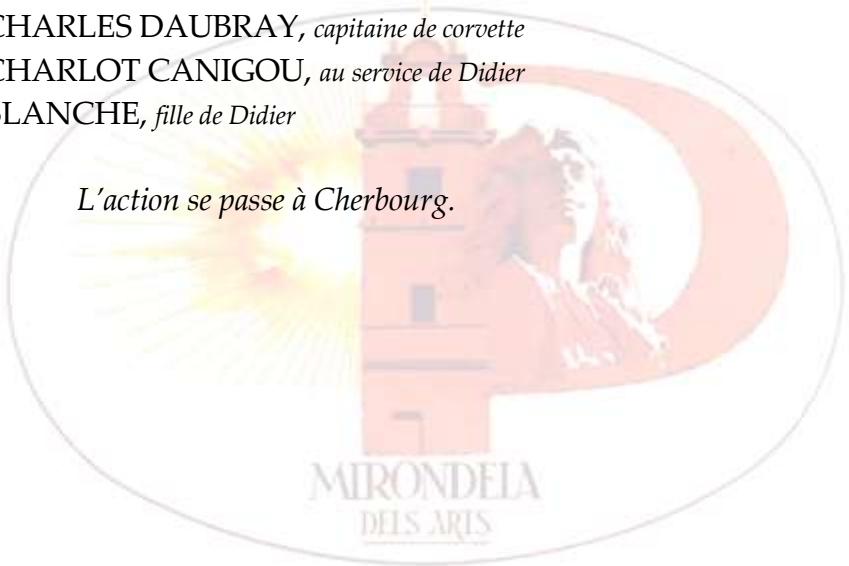 CHARLES DAUBRAY, capitaine de corvette
CHARLOT CANIGOU, au service de Didier
BLANCHE, fille de Didier
L’action se passe à Cherbourg.
MIRONDELA
DELS ARTS